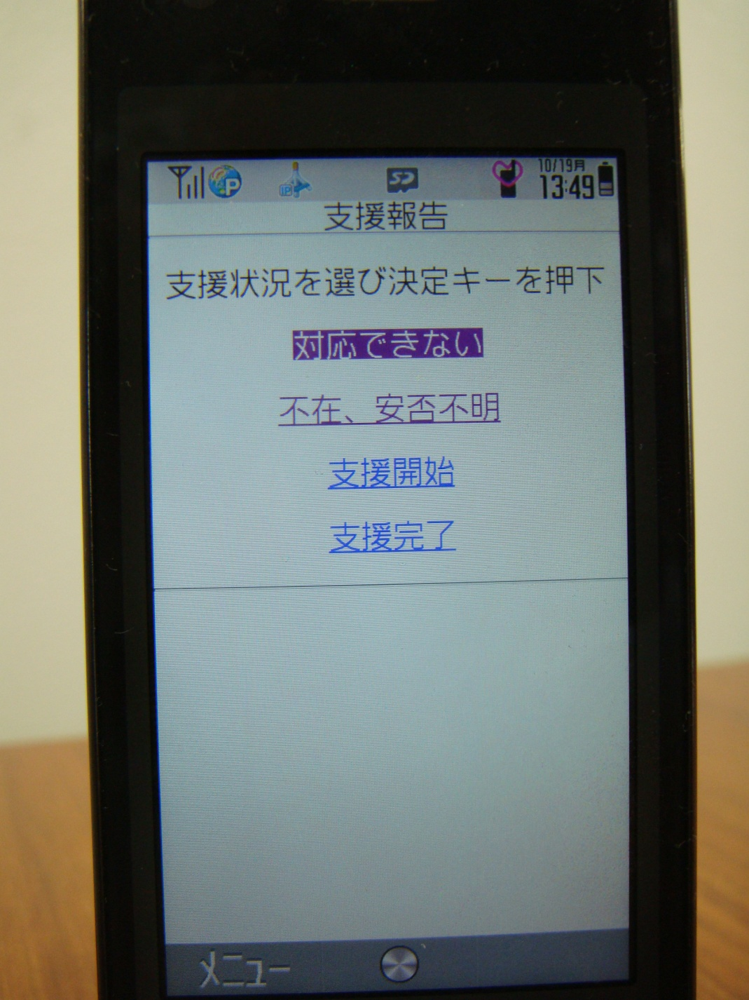 10/19月
13:49
P
IP
SD
支援報告
支援状況を選び決定キーを押下
対応できない
不在、安否不明
支援開始
支援完了
メニュー